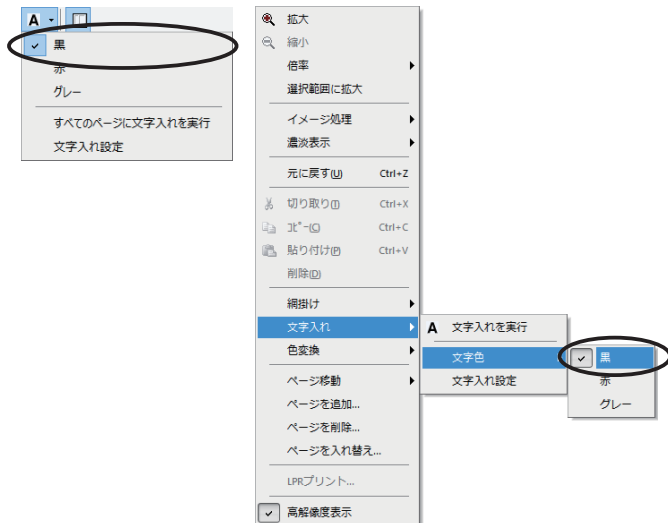 A
黒
赤
グレー
すべてのページに文字入れを実行
文字入れ設定
拡大
縮小
倍率
選択範囲に拡大
イメージ処理
濃淡表示
元に戻す(U) Ctrl+Z
切り取り(T) Ctrl+X
ｺﾋﾟｰ(C) Ctrl+C
貼り付け(P) Ctrl+V
削除(D)
網掛け
文字入れ
色変換
ページ移動
ページを追加...
ページを削除...
ページを入れ替え...
LPRプリント...
高解像度表示
A 文字入れを実行
文字色
文字入れ設定
黒
赤
グレー